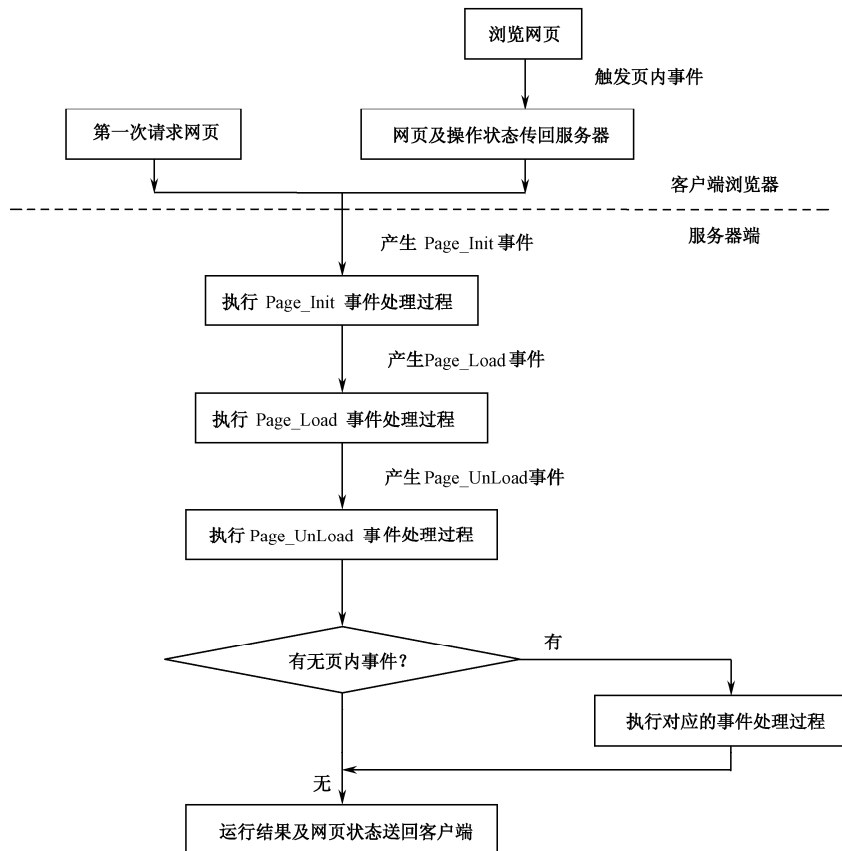 浏览网页
触发页内事件
第一次请求网页
网页及操作状态传回服务器
客户端浏览器
服务器端
产生 Page_Init 事件
执行 Page_Init 事件处理过程
产生Page_Load 事件
执行 Page_Load 事件处理过程
产生 Page_UnLoad事件
执行 Page_UnLoad 事件处理过程
有
有无页内事件？
执行对应的事件处理过程
无
运行结果及网页状态送回客户端